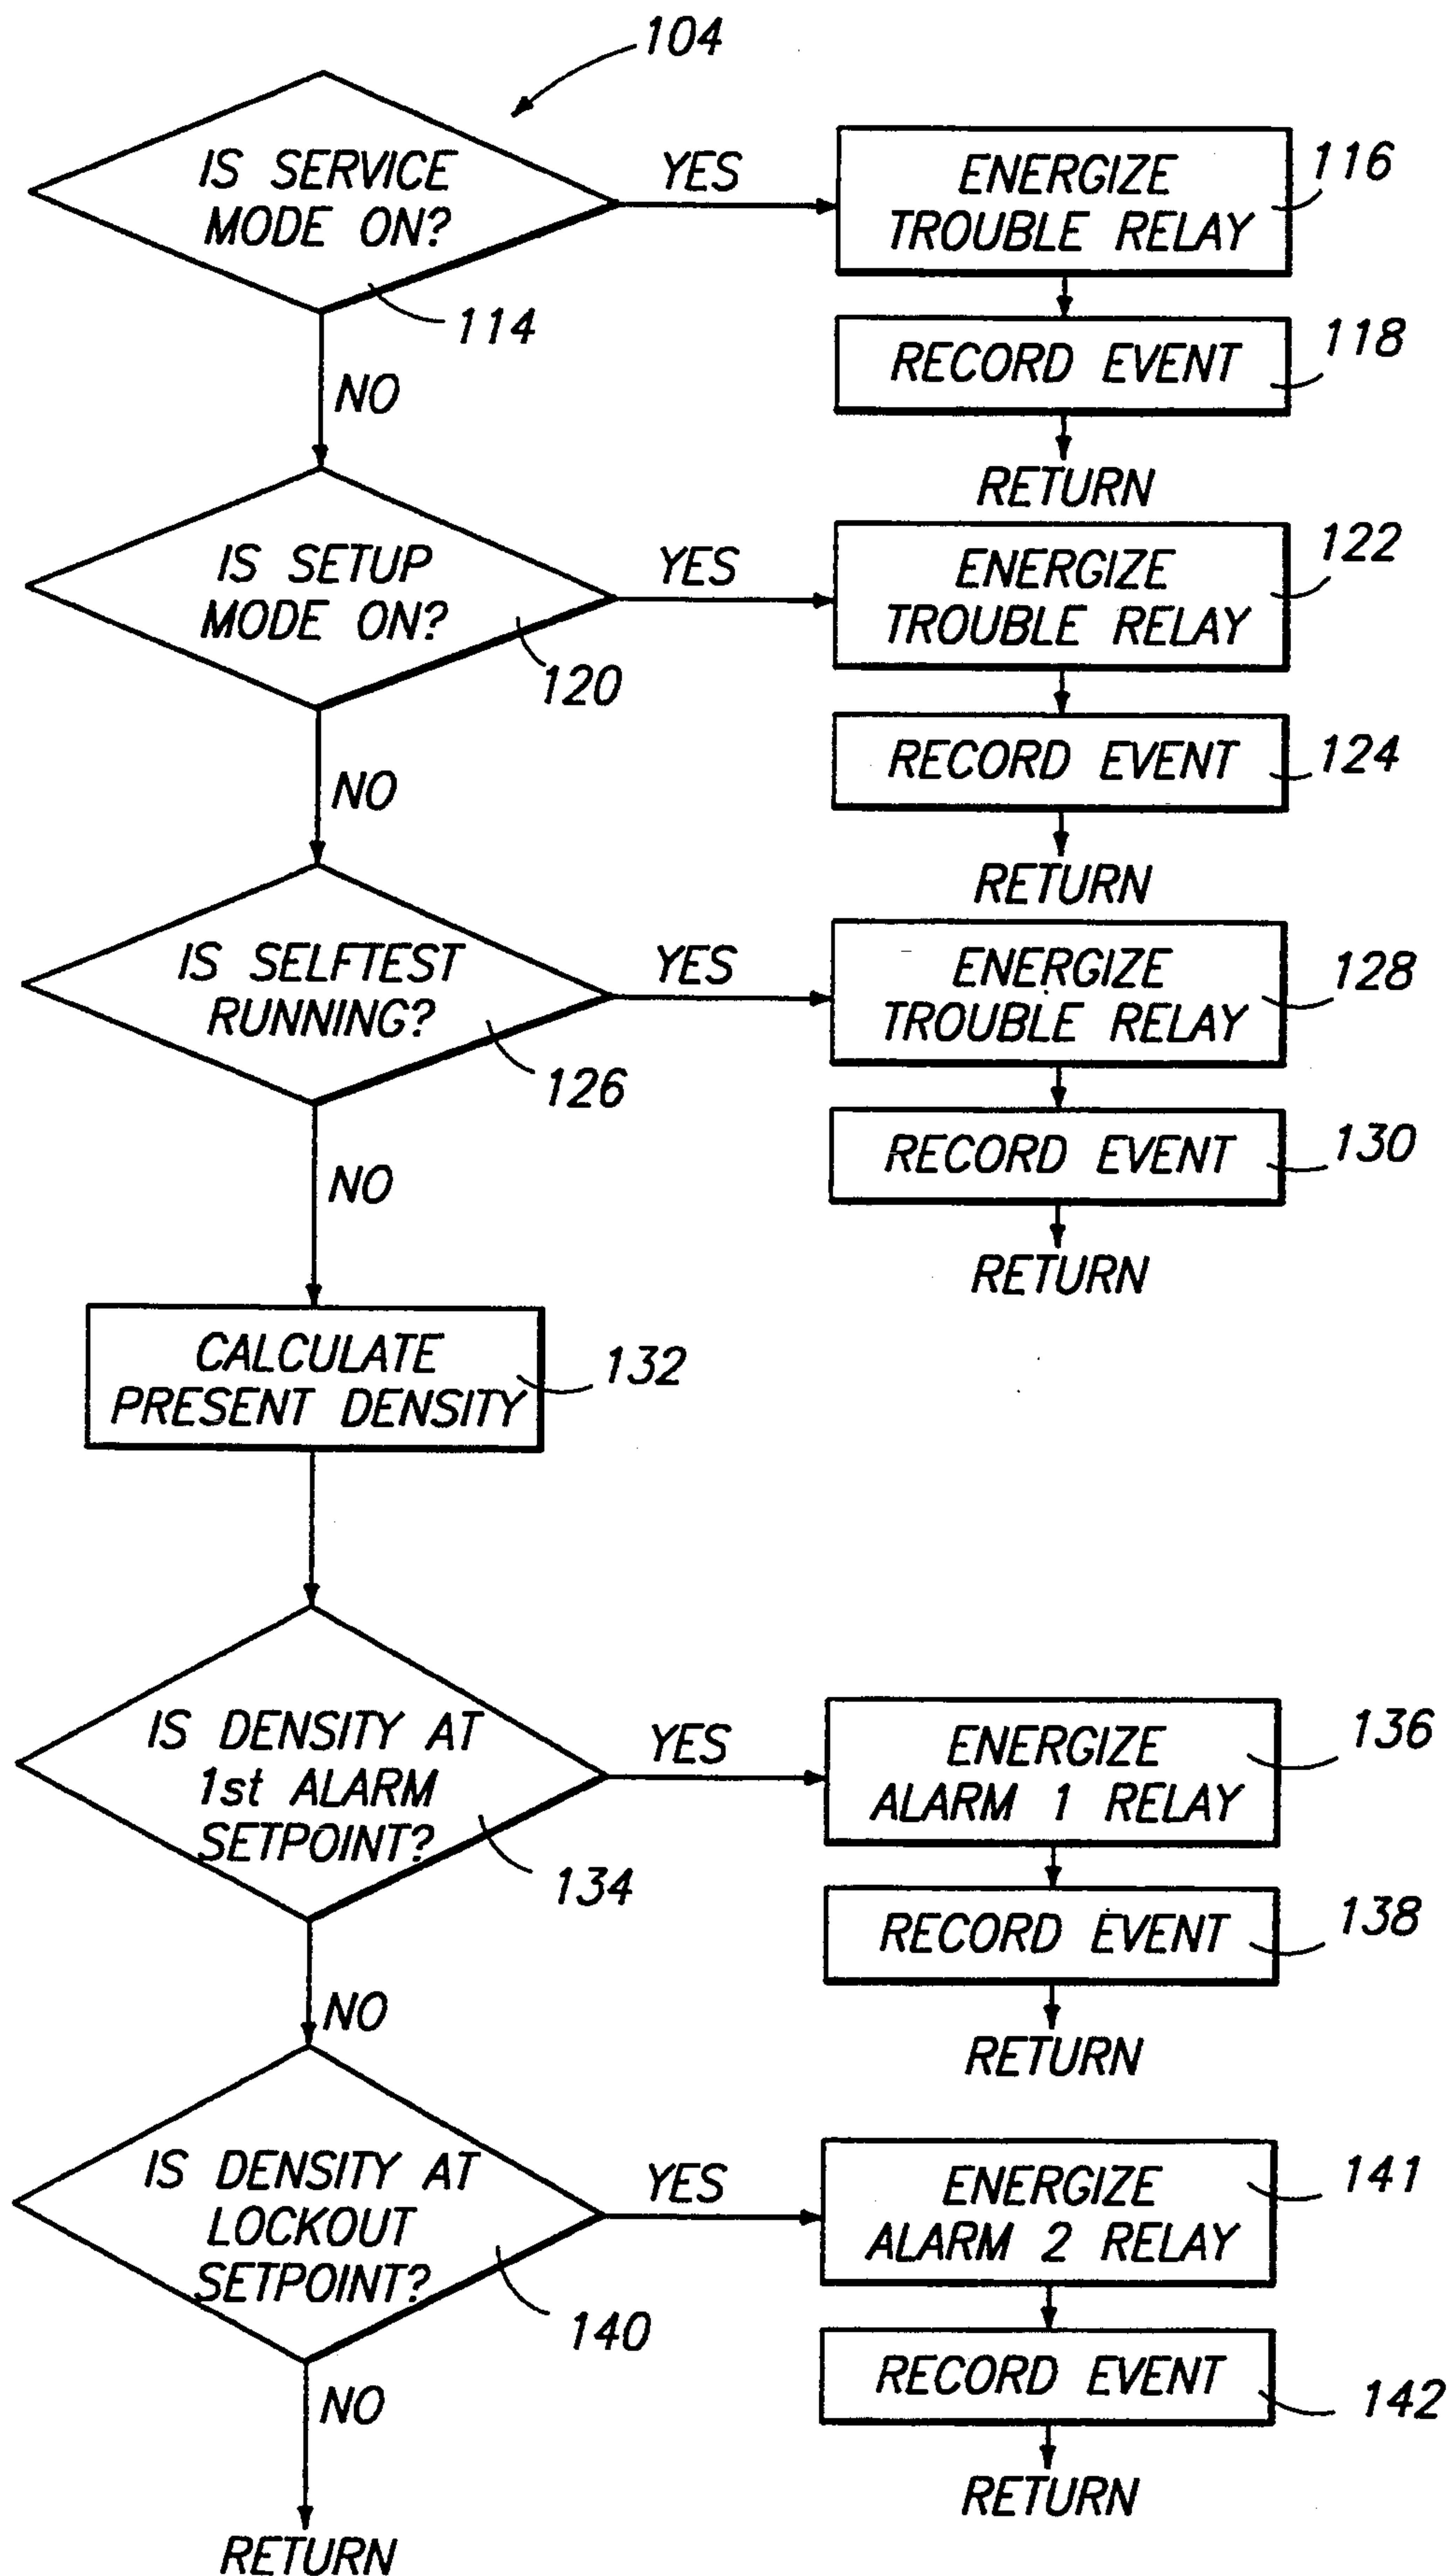 104
IS SERVICE
MODE ON?
114
YES
ENERGIZE
TROUBLE RELAY
116
RECORD EVENT
118
RETURN
NO
IS SETUP
MODE ON?
120
YES
ENERGIZE
TROUBLE RELAY
122
RECORD EVENT
124
RETURN
NO
IS SELFTEST
RUNNING?
126
YES
ENERGIZE
TROUBLE RELAY
128
RECORD EVENT
130
RETURN
NO
CALCULATE
PRESENT DENSITY
132
IS DENSITY AT
1st ALARM
SETPOINT?
134
YES
ENERGIZE
ALARM 1 RELAY
136
RECORD EVENT
138
RETURN
NO
IS DENSITY AT
LOCKOUT
SETPOINT?
140
YES
ENERGIZE
ALARM 2 RELAY
141
RECORD EVENT
142
RETURN
NO
RETURN